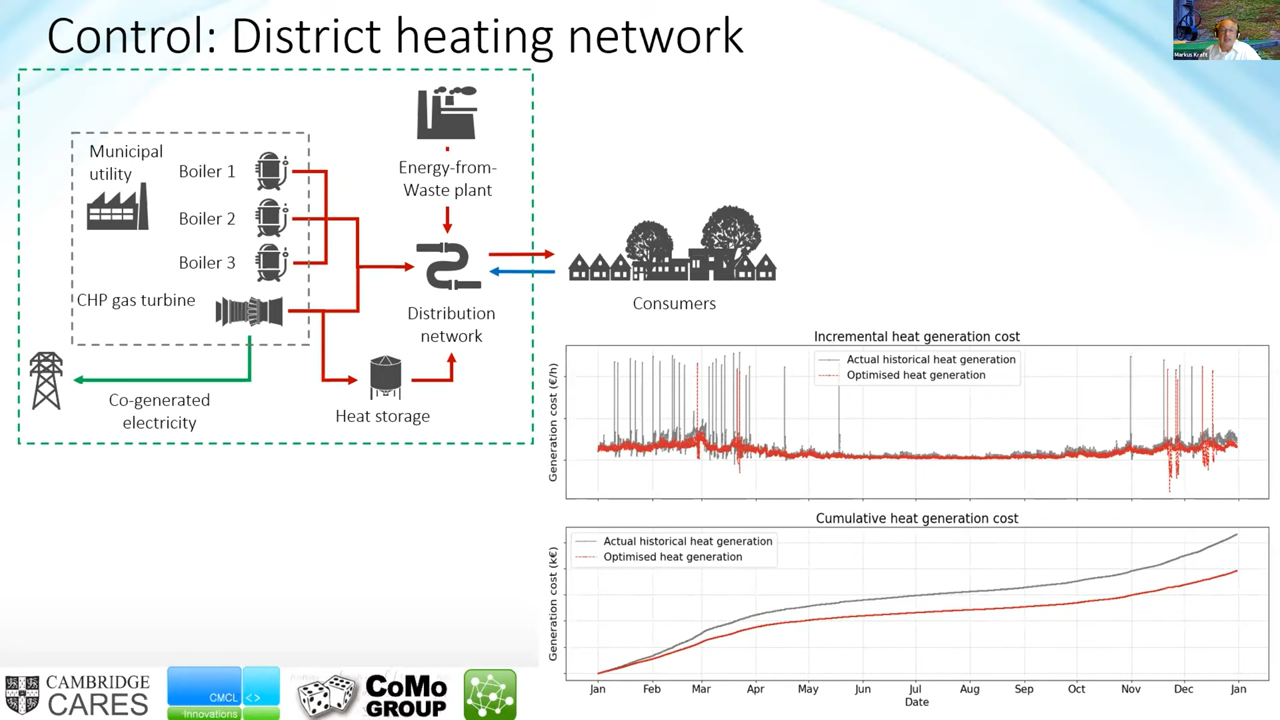 Control: District heating network
Markus Kraft
Municipal
utility
Boiler 1
Boiler 2
Boiler 3
CHP gas turbine
Energy-from-
Waste plant
Distribution
network
Consumers
Co-generated
electricity
Heat storage
Incremental heat generation cost
Actual historical heat generation
Optimised heat generation
Generation cost (€/h)
Cumulative heat generation cost
Actual historical heat generation
Optimised heat generation
Generation cost (k€)
Jan Feb Mar Apr May Jun Jul Aug Sep Oct Nov Dec Jan
Date
CAMBRIDGE
CARES
CMCL <>
Innovations
CoMo
GROUP